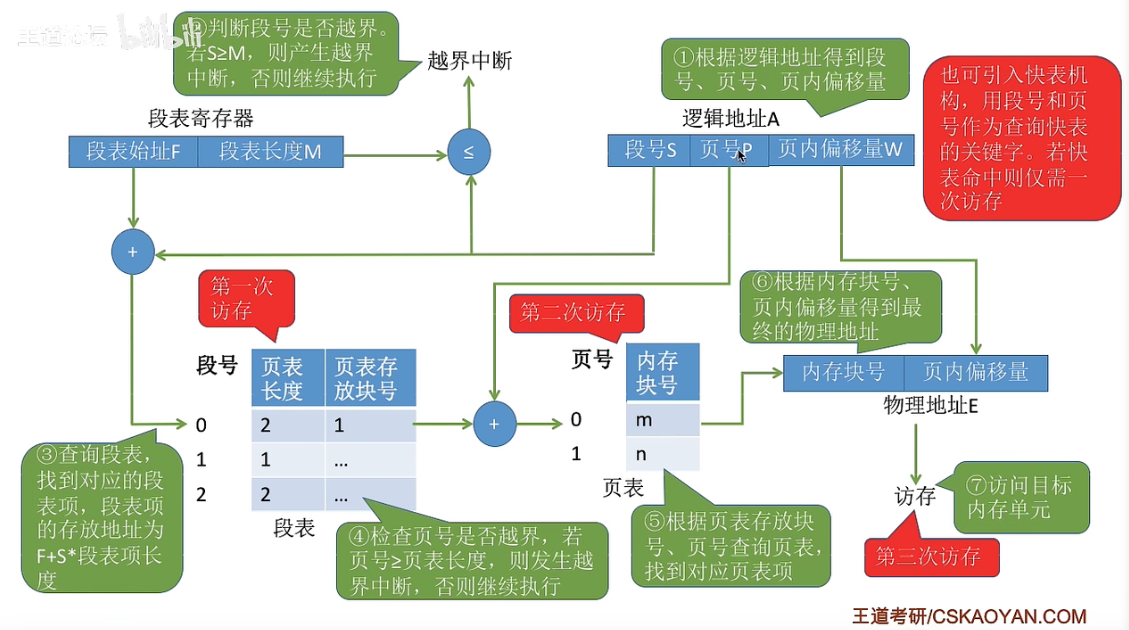 王道论坛 bilibili
②判断段号是否越界。
若S≥M，则产生越界
中断，否则继续执行
越界中断
①根据逻辑地址得到段
号、页号、页内偏移量
也可引入快表机
构，用段号和页
号作为查询快表
的关键字。若快
表命中则仅需一
次访存
段表寄存器
段表始址F 段表长度M
≤
逻辑地址A
段号S 页号P 页内偏移量W
+
第一次
访存
第二次访存
⑥根据内存块号、
页内偏移量得到最
终的物理地址
段号 页表
长度 页表存
放块号
0 2 1
1 1 ...
2 2 ...
段表
+
页号 内存
块号
0 m
1 n
页表
内存块号 页内偏移量
物理地址E
③查询段表，
找到对应的段
表项，段表项
的存放地址为
F+S*段表项长
度
④检查页号是否越界，若
页号≥页表长度，则发生越
界中断，否则继续执行
⑤根据页表存放块
号、页号查询页表，
找到对应页表项
访存
⑦访问目标
内存单元
第三次访存
王道考研/CSKAOYAN.COM